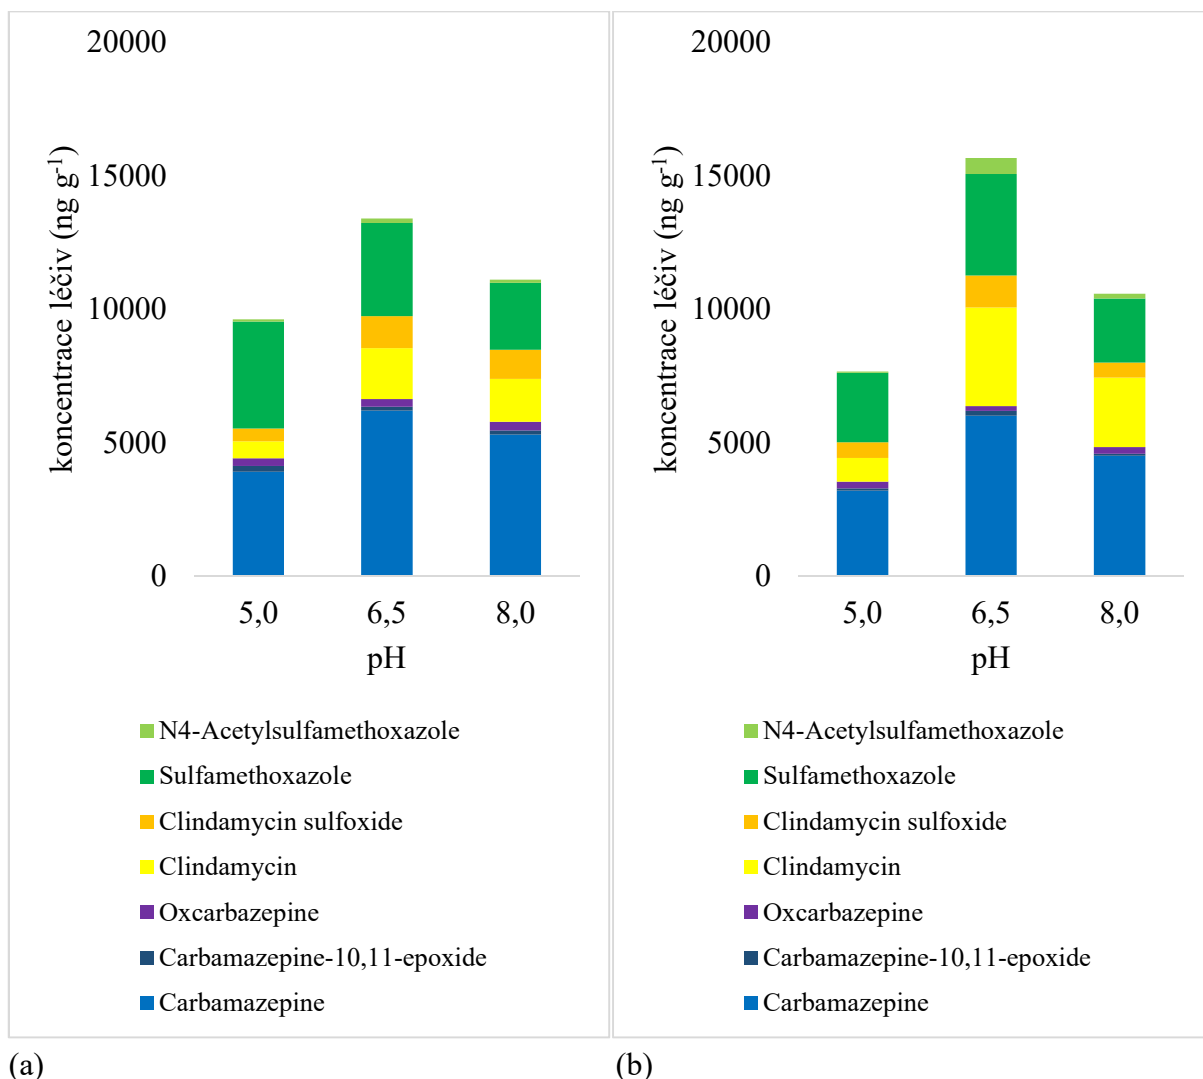 20000
15000
10000
5000
0
koncentrace léčiv (ng g⁻¹)
5,0 6,5 8,0
pH
N4-Acetylsulfamethoxazole
Sulfamethoxazole
Clindamycin sulfoxide
Clindamycin
Oxcarbazepine
Carbamazepine-10,11-epoxide
Carbamazepine
(a)
20000
15000
10000
5000
0
koncentrace léčiv (ng g⁻¹)
5,0 6,5 8,0
pH
N4-Acetylsulfamethoxazole
Sulfamethoxazole
Clindamycin sulfoxide
Clindamycin
Oxcarbazepine
Carbamazepine-10,11-epoxide
Carbamazepine
(b)